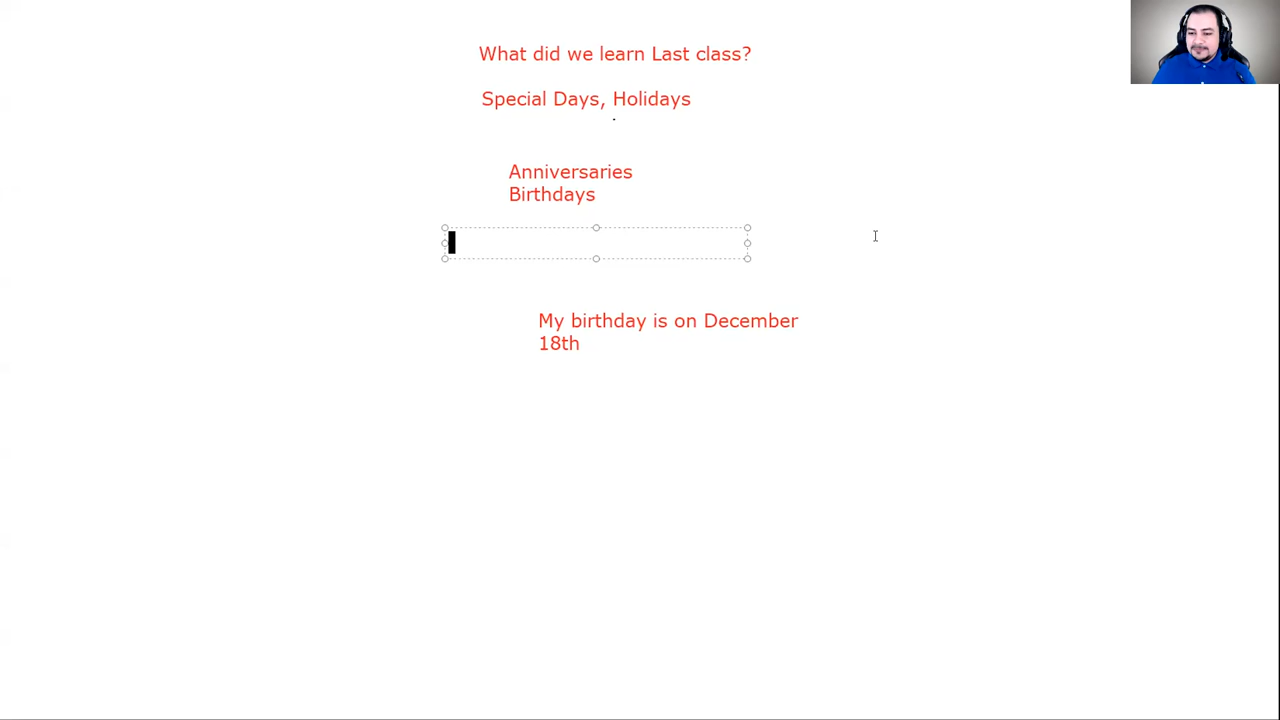 What did we learn Last class?
Special Days, Holidays
Anniversaries
Birthdays
My birthday is on December
18th